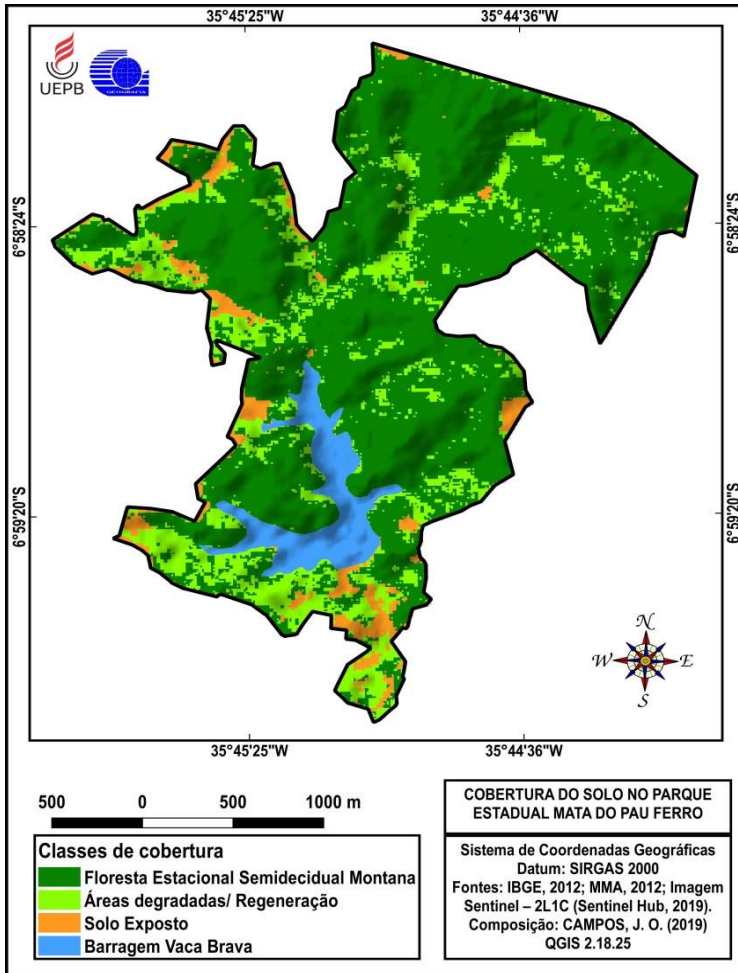 35°45'25"W
35°44'36"W
UEPB
GEOGRAFIA
6°58'24"S
6°58'24"S
6°59'20"S
6°59'20"S
N
W
E
S
35°45'25"W
35°44'36"W
500 0 500 1000 m
Classes de cobertura
Floresta Estacional Semidecidual Montana
Áreas degradadas/ Regeneração
Solo Exposto
Barragem Vaca Brava
COBERTURA DO SOLO NO PARQUE
ESTADUAL MATA DO PAU FERRO
Sistema de Coordenadas Geográficas
Datum: SIRGAS 2000
Fontes: IBGE, 2012; MMA, 2012; Imagem
Sentinel – 2L1C (Sentinel Hub, 2019).
Composição: CAMPOS, J. O. (2019)
QGIS 2.18.25